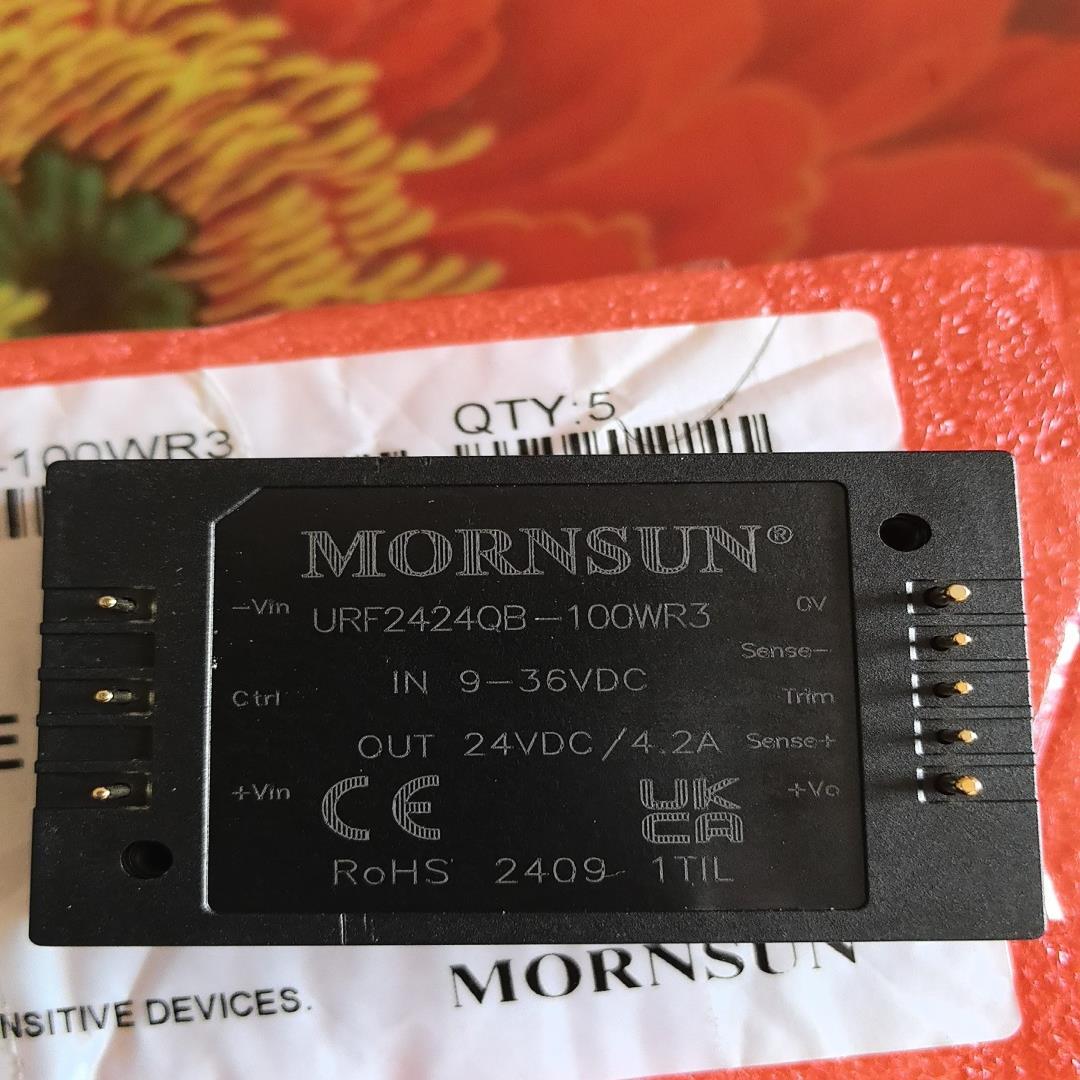 QTY:5
-100WR3
MORNSUN®
URF2424QB-100WR3
IN 9-36VDC
OUT 24VDC/4.2A
-Vin
Ctrl
+Vin
0V
Sense-
Trim
Sense+
+Vo
CE
UK
CA
RoHS 2409 1TIL
MORNSUN
NSITIVE DEVICES.